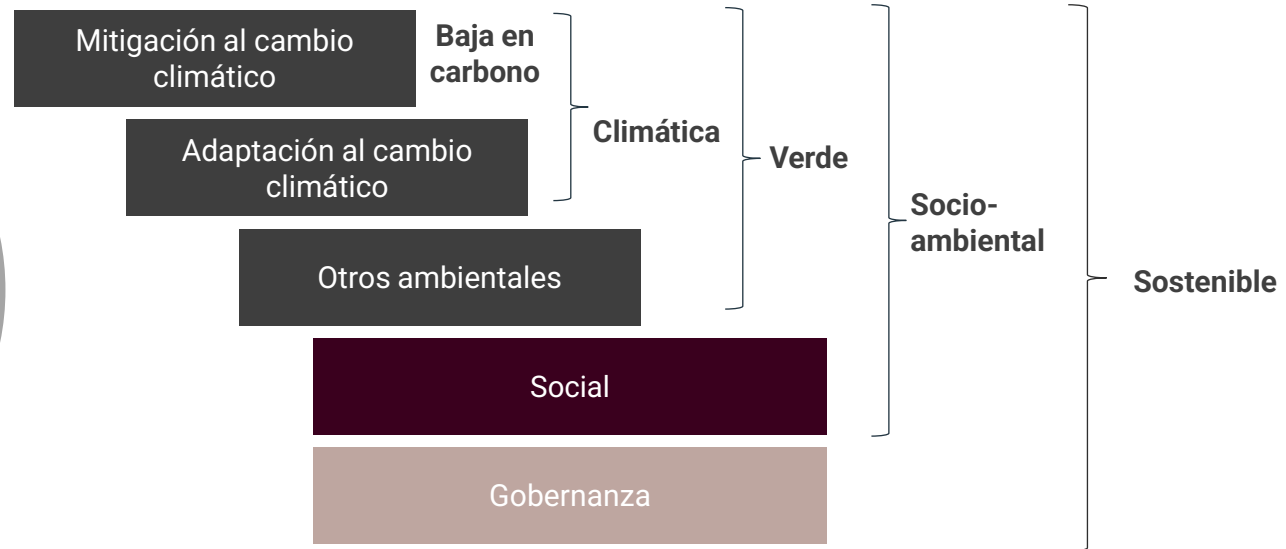 Mitigación al cambio
climático
Baja en
carbono
Adaptación al cambio
climático
Climática
Verde
Otros ambientales
Socio-
ambiental
Sostenible
Social
Gobernanza